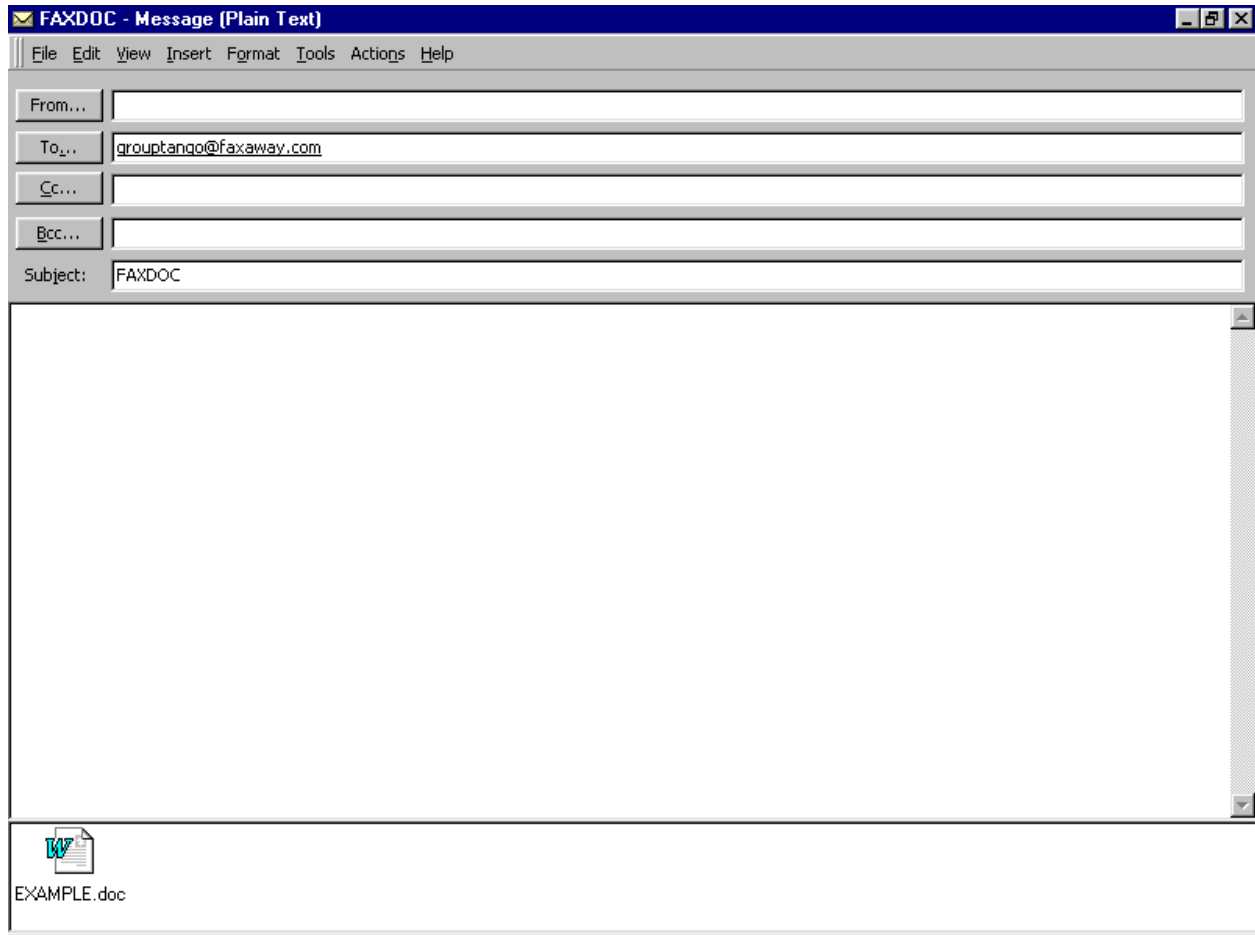 FAXDOC - Message (Plain Text)
File Edit View Insert Format Tools Actions Help
From...
To... grouptango@faxaway.com
Cc...
Bcc...
Subject: FAXDOC
W
EXAMPLE.doc